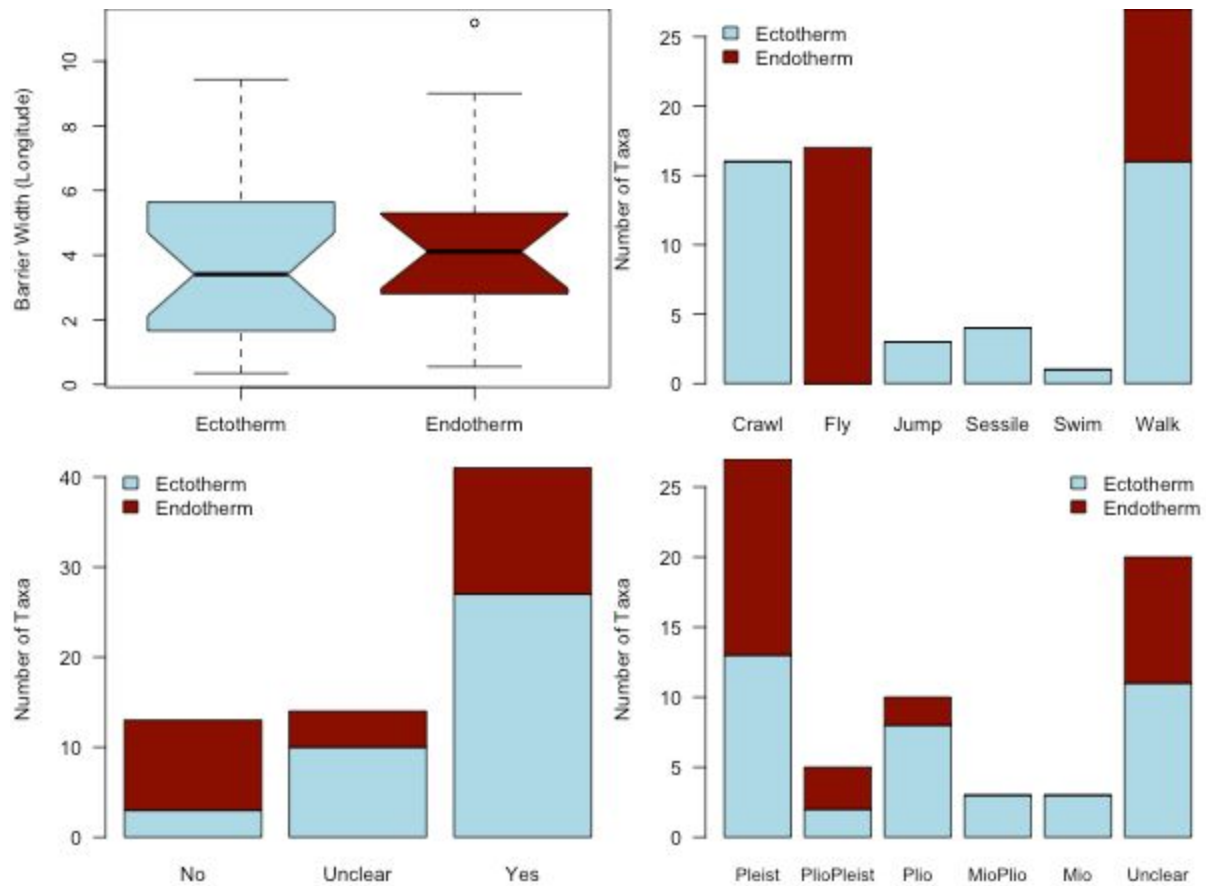 Barrier Width (Longitude)
0 2 4 6 8 10
Ectotherm Endotherm
Number of Taxa
0 5 10 15 20 25
Ectotherm
Endotherm
Crawl Fly Jump Sessile Swim Walk
Number of Taxa
0 10 20 30 40
Ectotherm
Endotherm
No Unclear Yes
Number of Taxa
0 5 10 15 20 25
Ectotherm
Endotherm
Pleist PlioPleist Plio MioPlio Mio Unclear